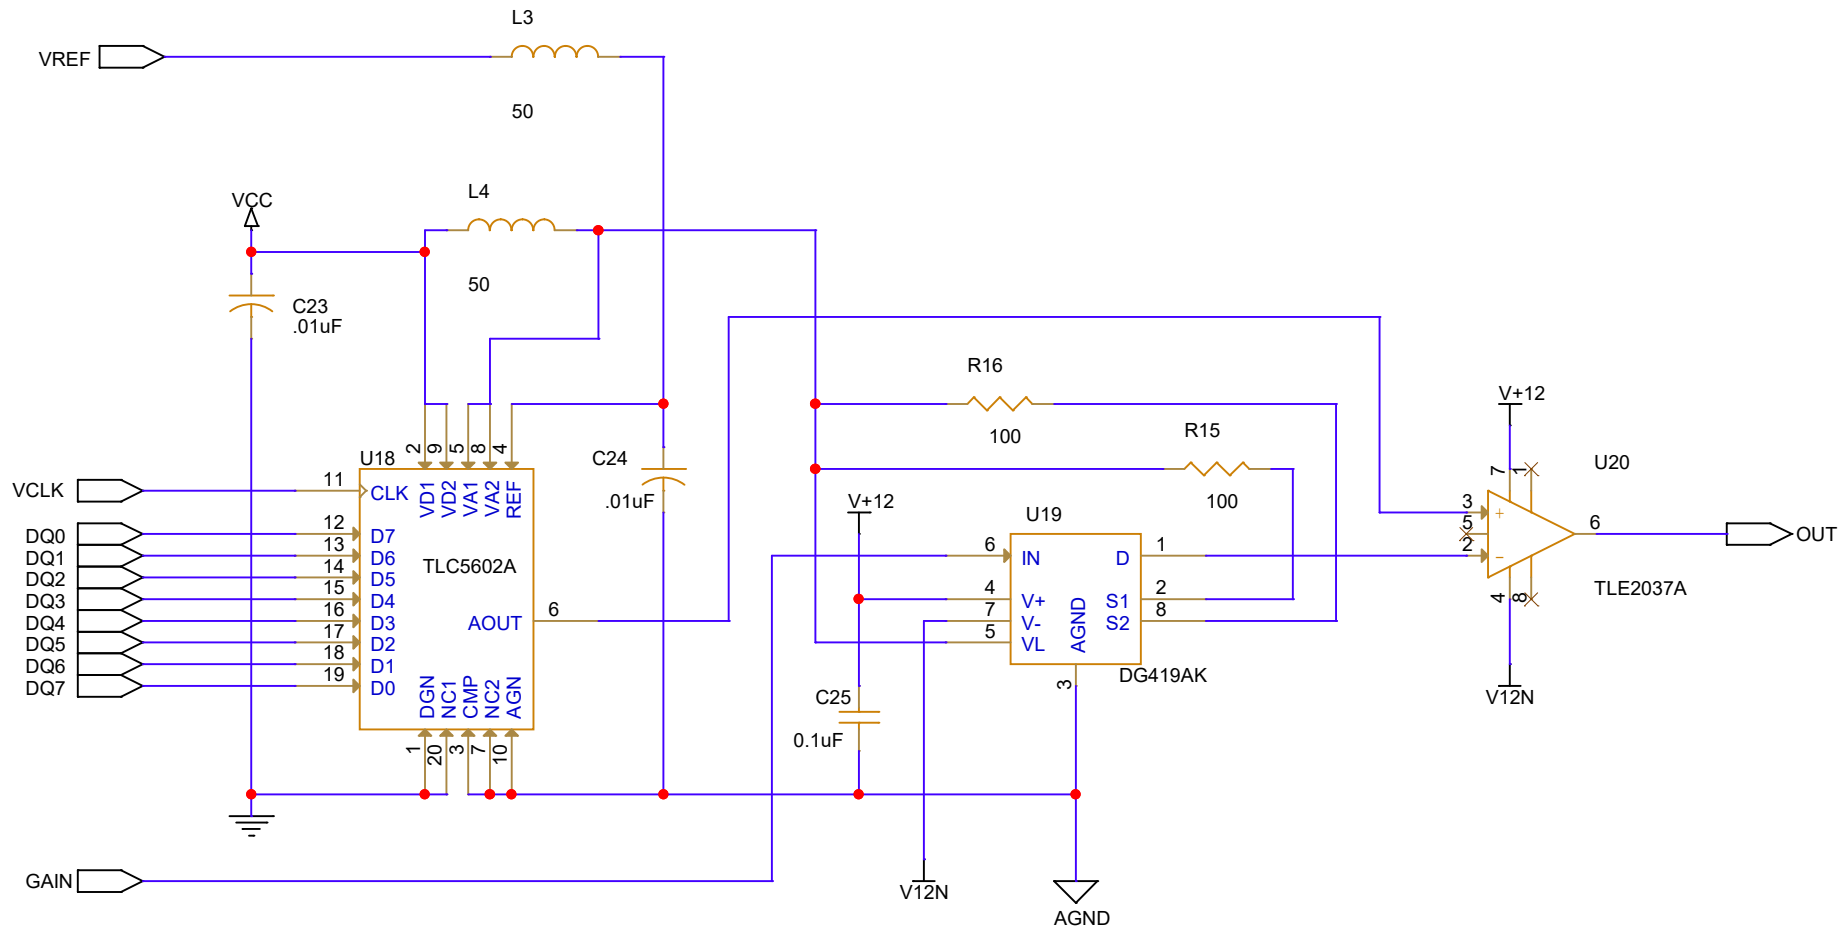 L3
VREF
50
L4
VCC
50
C23
.01uF
R16
100
R15
100
V+12
U20
TLE2037A
7
1
3
5
2
6
4
8
OUT
V12N
C24
.01uF
U18
TLC5602A
2
9
5
8
4
VD1
VD2
VA1
VA2
REF
VCLK
11
CLK
DQ0
12
D7
DQ1
13
D6
DQ2
14
D5
DQ3
15
D4
DQ4
16
D3
DQ5
17
D2
DQ6
18
D1
DQ7
19
D0
AOUT
6
DGN
NC1
CMP
NC2
AGN
1
20
3
7
10
V+12
U19
6
IN
D
1
4
V+
S1
2
7
V-
S2
8
5
VL
AGND
3
DG419AK
C25
0.1uF
GAIN
V12N
AGND